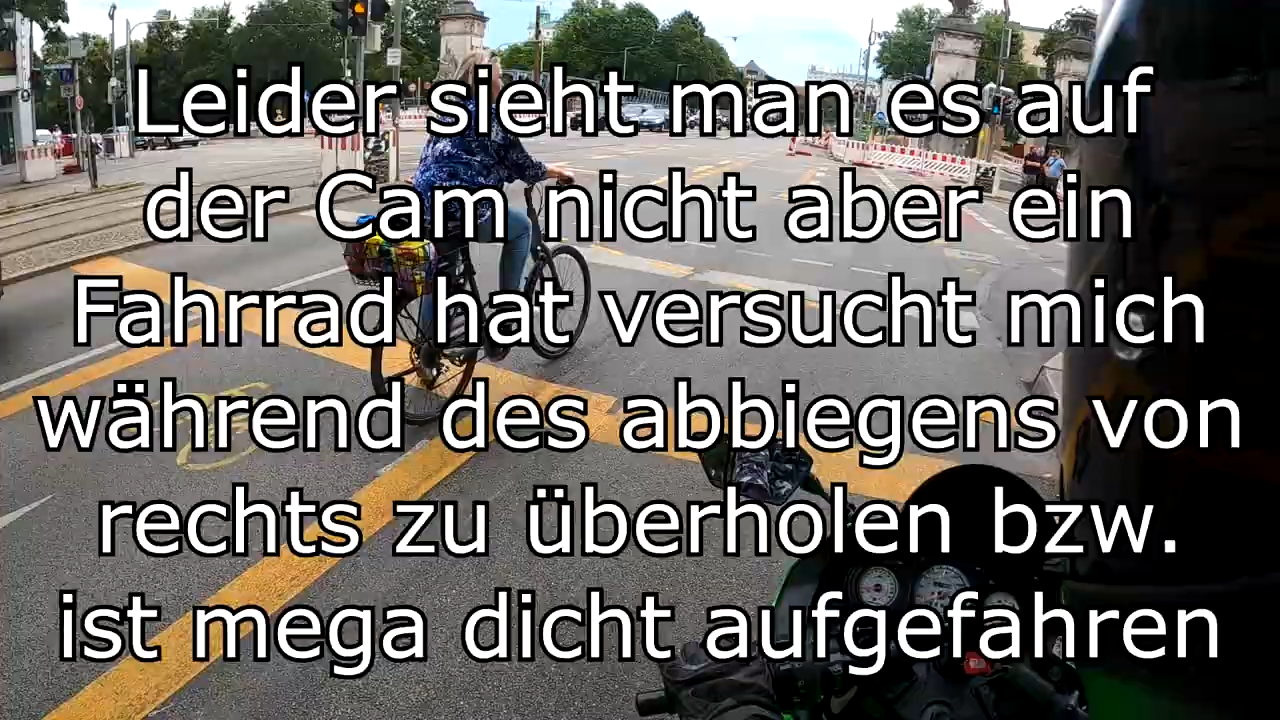 Leider sieht man es auf
der Cam nicht aber ein
Fahrrad hat versucht mich
während des abbiegens von
rechts zu überholen bzw.
ist mega dicht aufgefahren